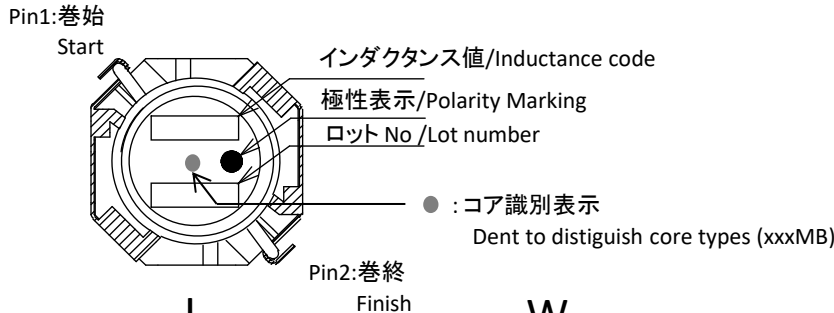 Pin1:巻始
Start
インダクタンス値/Inductance code
極性表示/Polarity Marking
ロット No /Lot number
: コア識別表示
Dent to distiguish core types (xxxMB)
Pin2:巻終
Finish